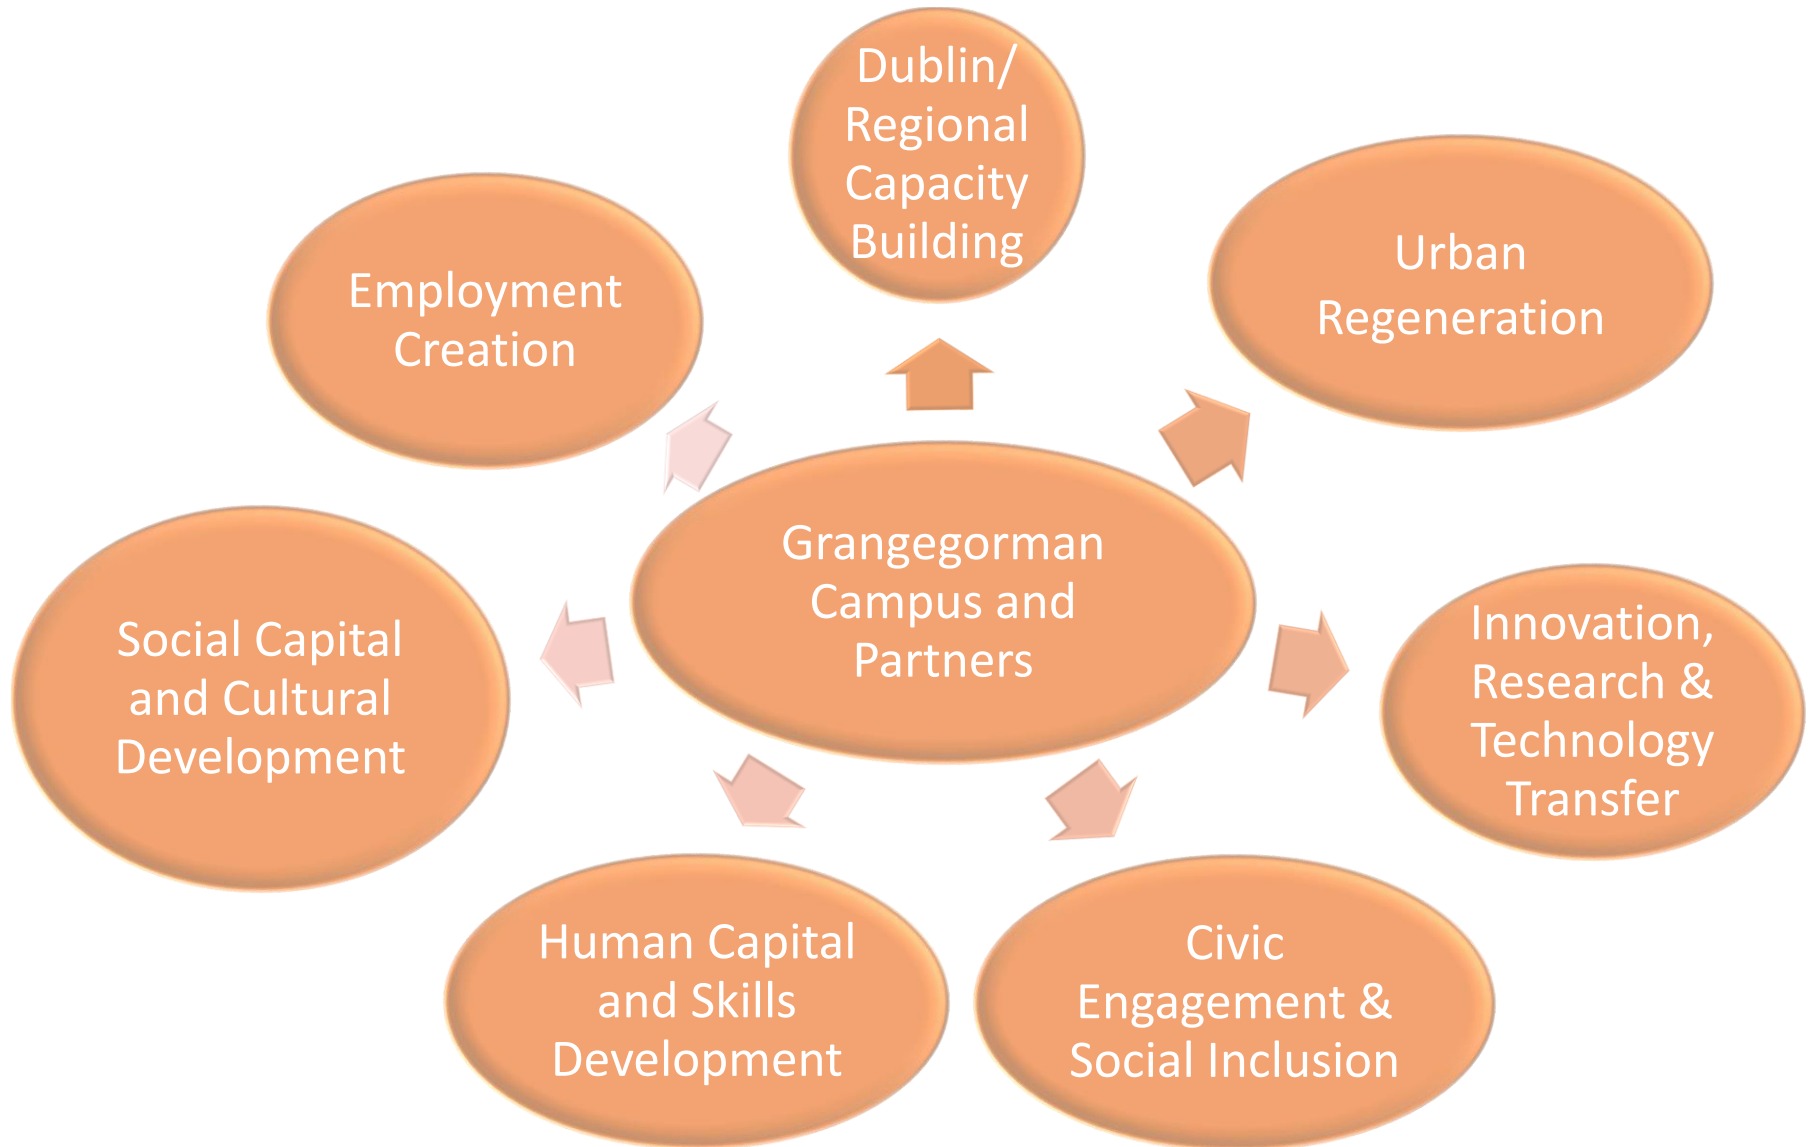 Dublin/
Regional
Capacity
Building
Urban
Regeneration
Employment
Creation
Grangegorman
Campus and
Partners
Innovation,
Research &
Technology
Transfer
Social Capital
and Cultural
Development
Human Capital
and Skills
Development
Civic
Engagement &
Social Inclusion